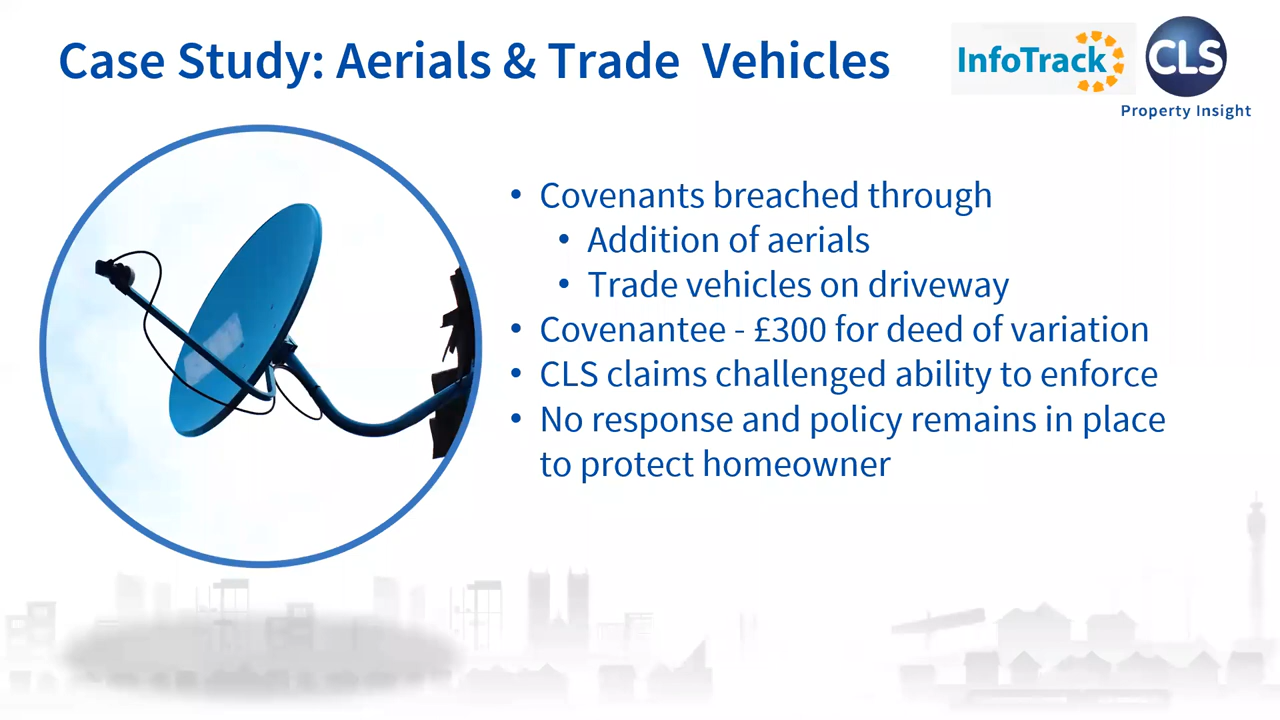 Case Study: Aerials & Trade Vehicles
InfoTrack
CLS
Property Insight
• Covenants breached through
• Addition of aerials
• Trade vehicles on driveway
• Covenantee - £300 for deed of variation
• CLS claims challenged ability to enforce
• No response and policy remains in place
to protect homeowner